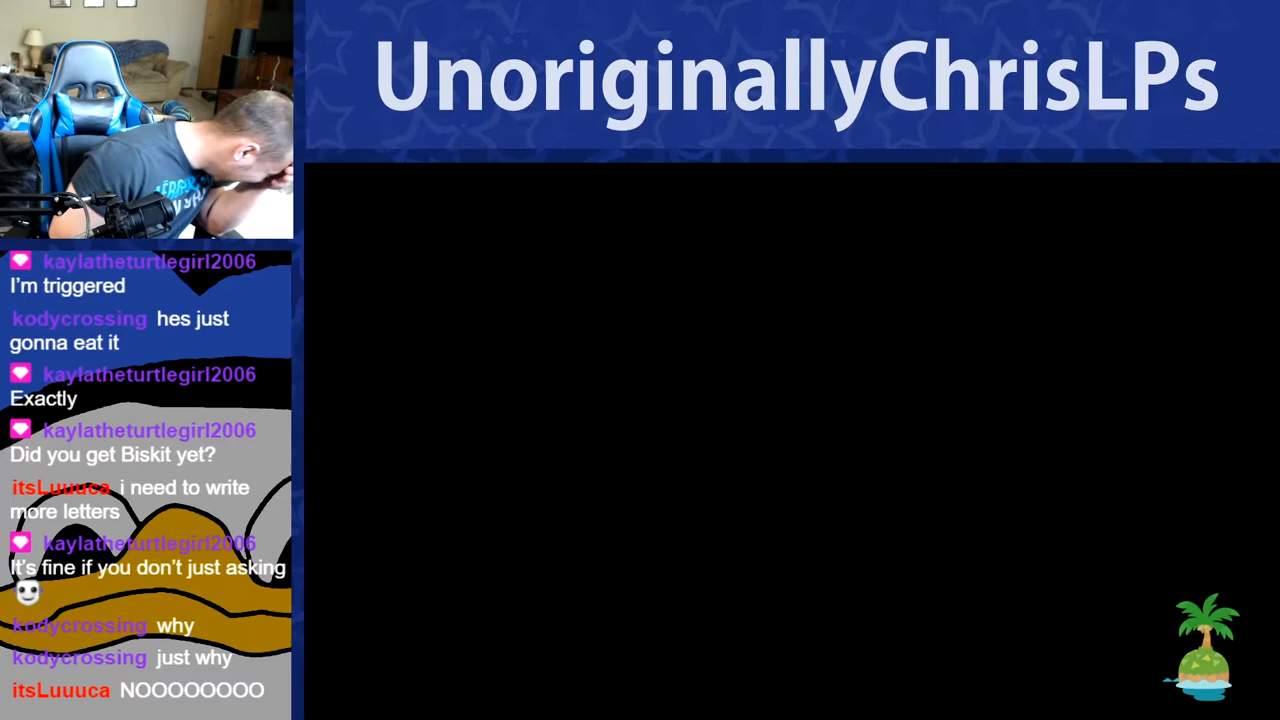 UnoriginallyChrisLPs
kaylatheturtlegirl2006
I'm triggered
kodycrossing hes just
gonna eat it
kaylatheturtlegirl2006
Exactly
kaylatheturtlegirl2006
Did you get Biskit yet?
itsLuuuca i need to write
more letters
kaylatheturtlegirl2006
It's fine if you don't just asking
kodycrossing why
kodycrossing just why
itsLuuuca NOOOOOOOO